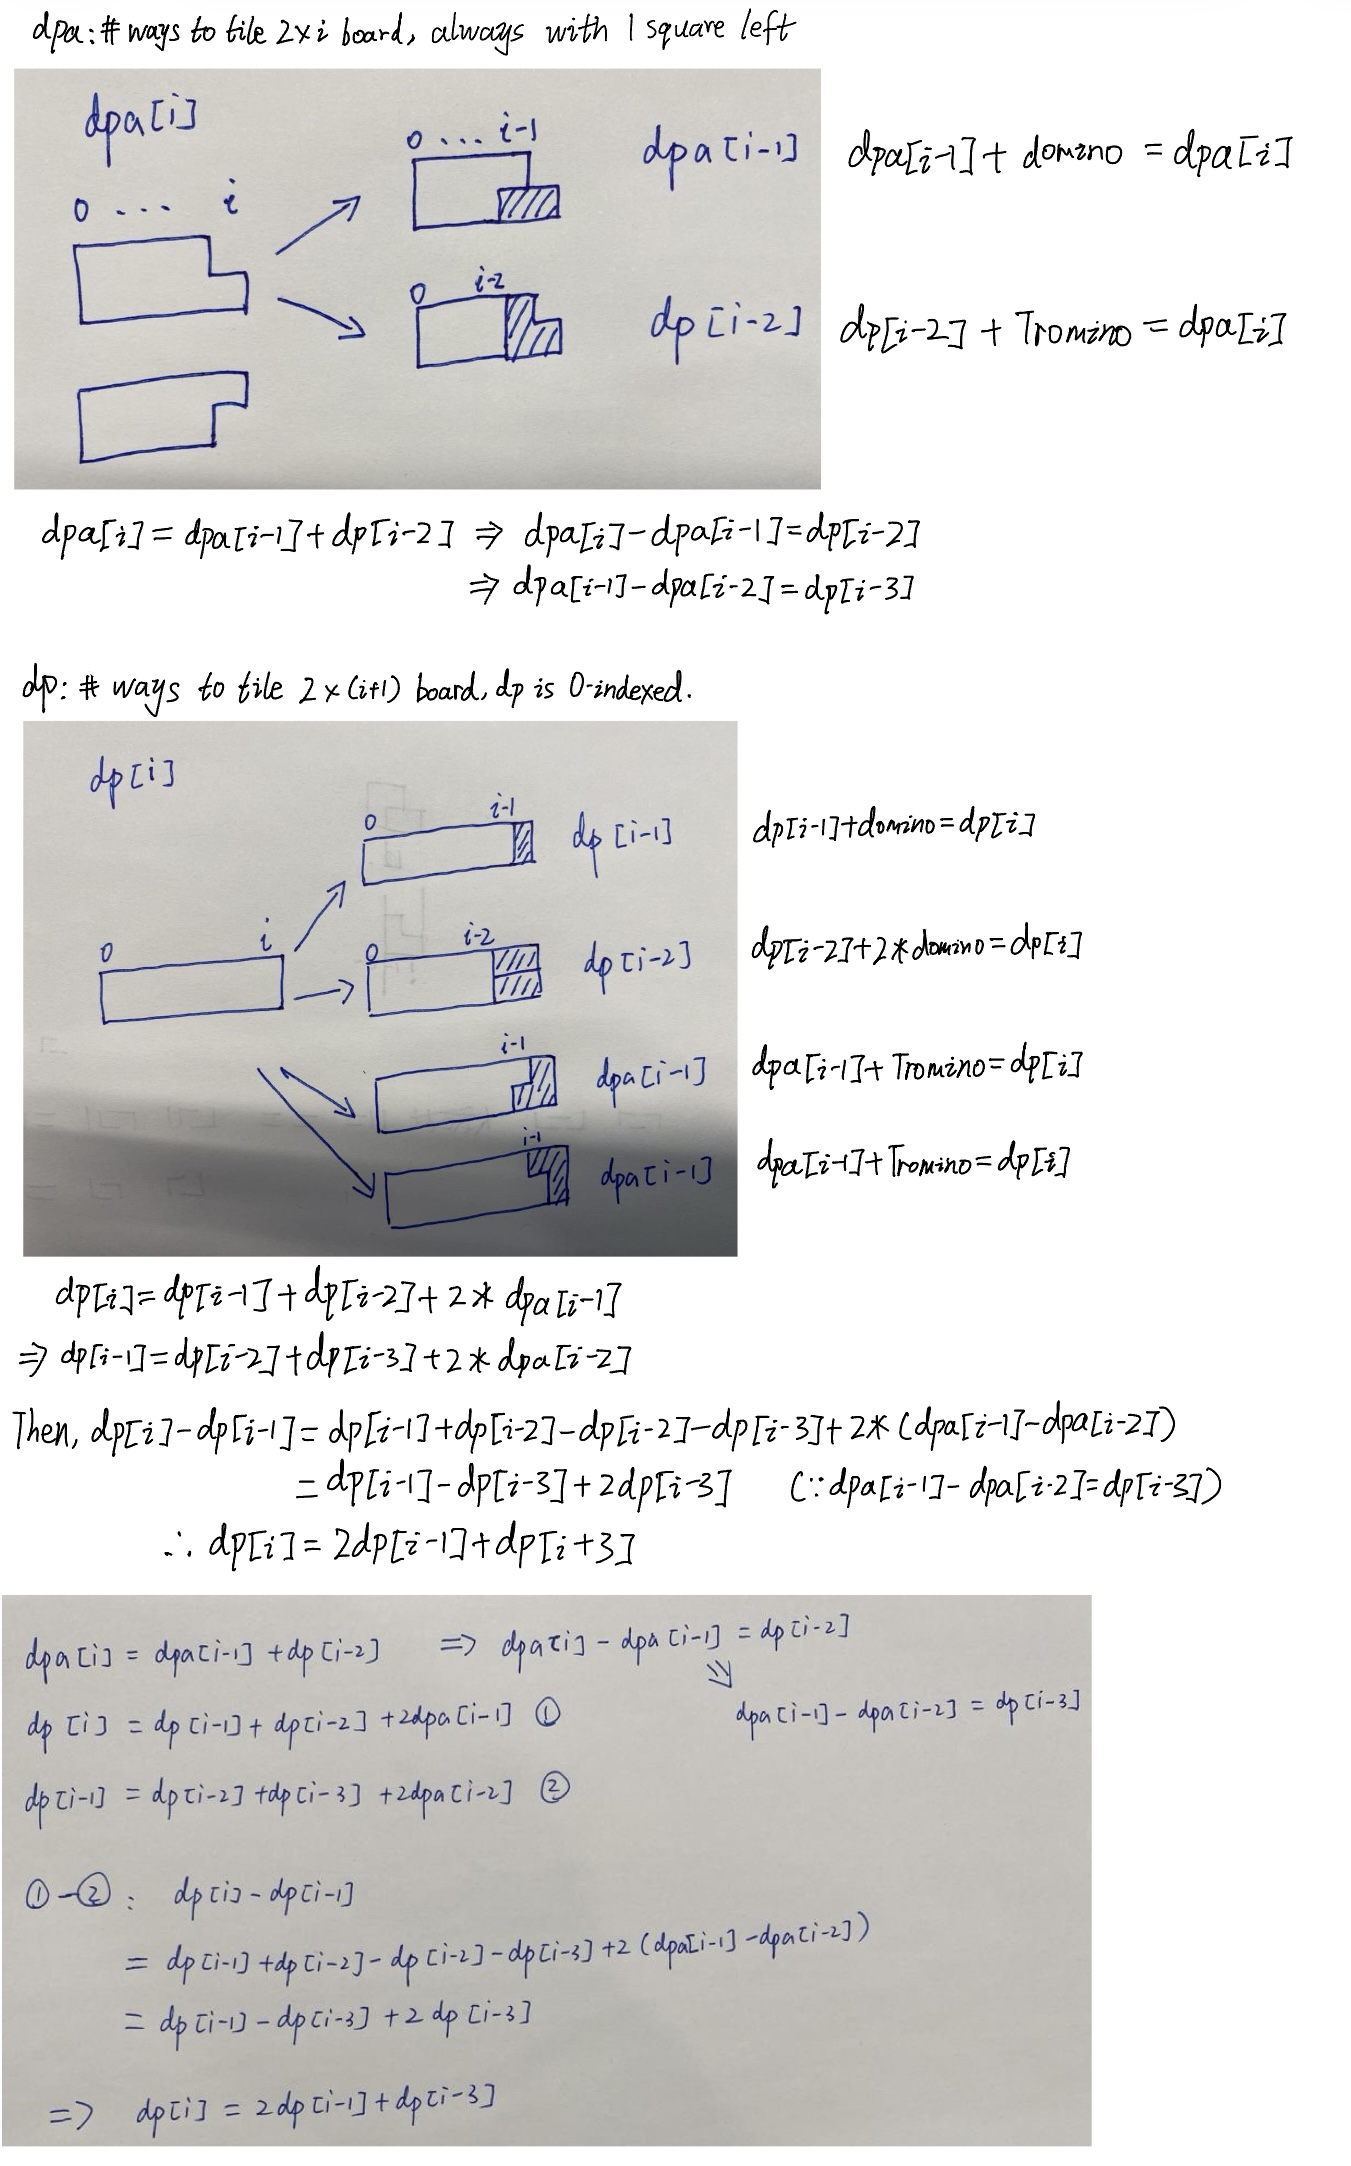 dpa: # ways to tile 2×i board, always with 1 square left
dpa[i]
0 ... i
0 ... i-1
dpa[i-1]
dpa[i-1] + domino = dpa[i]
0 i-2
dp[i-2]
dp[i-2] + Tromino = dpa[i]
dpa[i] = dpa[i-1] + dp[i-2] ⇒ dpa[i] - dpa[i-1] = dp[i-2]
⇒ dpa[i-1] - dpa[i-2] = dp[i-3]
dp: # ways to tile 2×(i+1) board, dp is 0-indexed.
dp[i]
0 i
0 i-1
dp[i-1]
dp[i-1]+domino=dp[i]
0 i-2
dp[i-2]
dp[i-2]+2*domino=dp[i]
i-1
dpa[i-1]
dpa[i-1]+Tromino=dp[i]
i-1
dpa[i-1]
dpa[i-1]+Tromino=dp[i]
dp[i]=dp[i-1]+dp[i-2]+2* dpa[i-1]
⇒ dp[i-1]=dp[i-2]+dp[i-3]+2* dpa[i-2]
Then, dp[i]-dp[i-1]=dp[i-1]+dp[i-2]-dp[i-2]-dp[i-3]+2*(dpa[i-1]-dpa[i-2])
=dp[i-1]-dp[i-3]+2dp[i-3] (∵dpa[i-1]-dpa[i-2]=dp[i-3])
∴ dp[i]=2dp[i-1]+dp[i+3]
dpa[i] = dpa[i-1] +dp[i-2] => dpa[i] - dpa[i-1] = dp[i-2]
⇓
dp[i] = dp[i-1]+ dp[i-2] +2dpa[i-1] ① dpa[i-1] - dpa[i-2] = dp[i-3]
dp[i-1] = dp[i-2] +dp[i-3] +2dpa[i-2] ②
①-②: dp[i] - dp[i-1]
= dp[i-1] +dp[i-2] - dp[i-2] - dp[i-3] +2 (dpa[i-1] -dpa[i-2])
= dp[i-1] - dp[i-3] +2 dp[i-3]
=> dp[i] = 2dp[i-1]+dp[i-3]